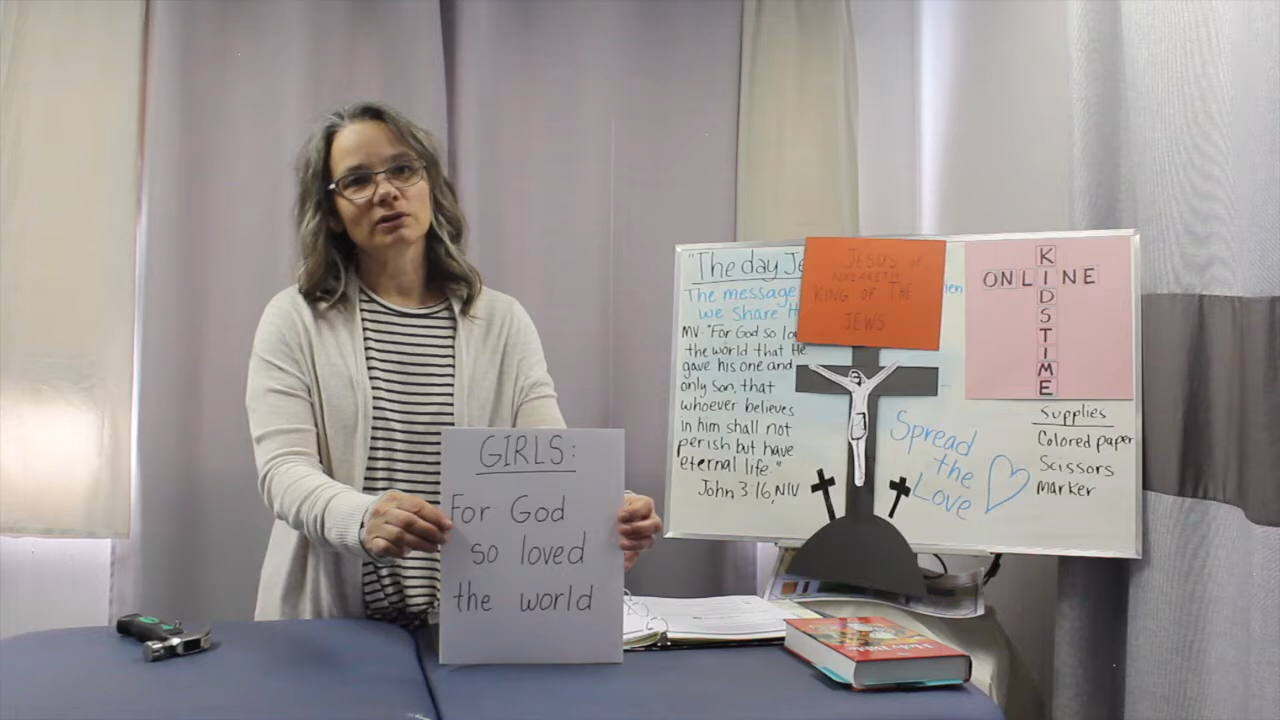 GIRLS:
For God
so loved
the world
"The day Je
The message
we Share H
MV: "For God so lo
the world that He
gave his one and
only Son, that
whoever believes
in him shall not
perish but have
eternal life."
John 3:16, NIV
JESUS of
NAZARETH
KING OF THE
JEWS
Spread
the
Love
ONLINE
KIDSTIME
Supplies
Colored paper
Scissors
Marker
Holy Bible